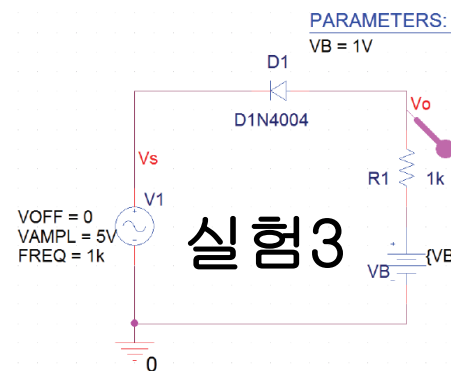 PARAMETERS:
VB = 1V
D1
D1N4004
Vo
Vs
R1 1k
V1
VOFF = 0
VAMPL = 5V
FREQ = 1k
실험3
+
VB
{VB
-
0